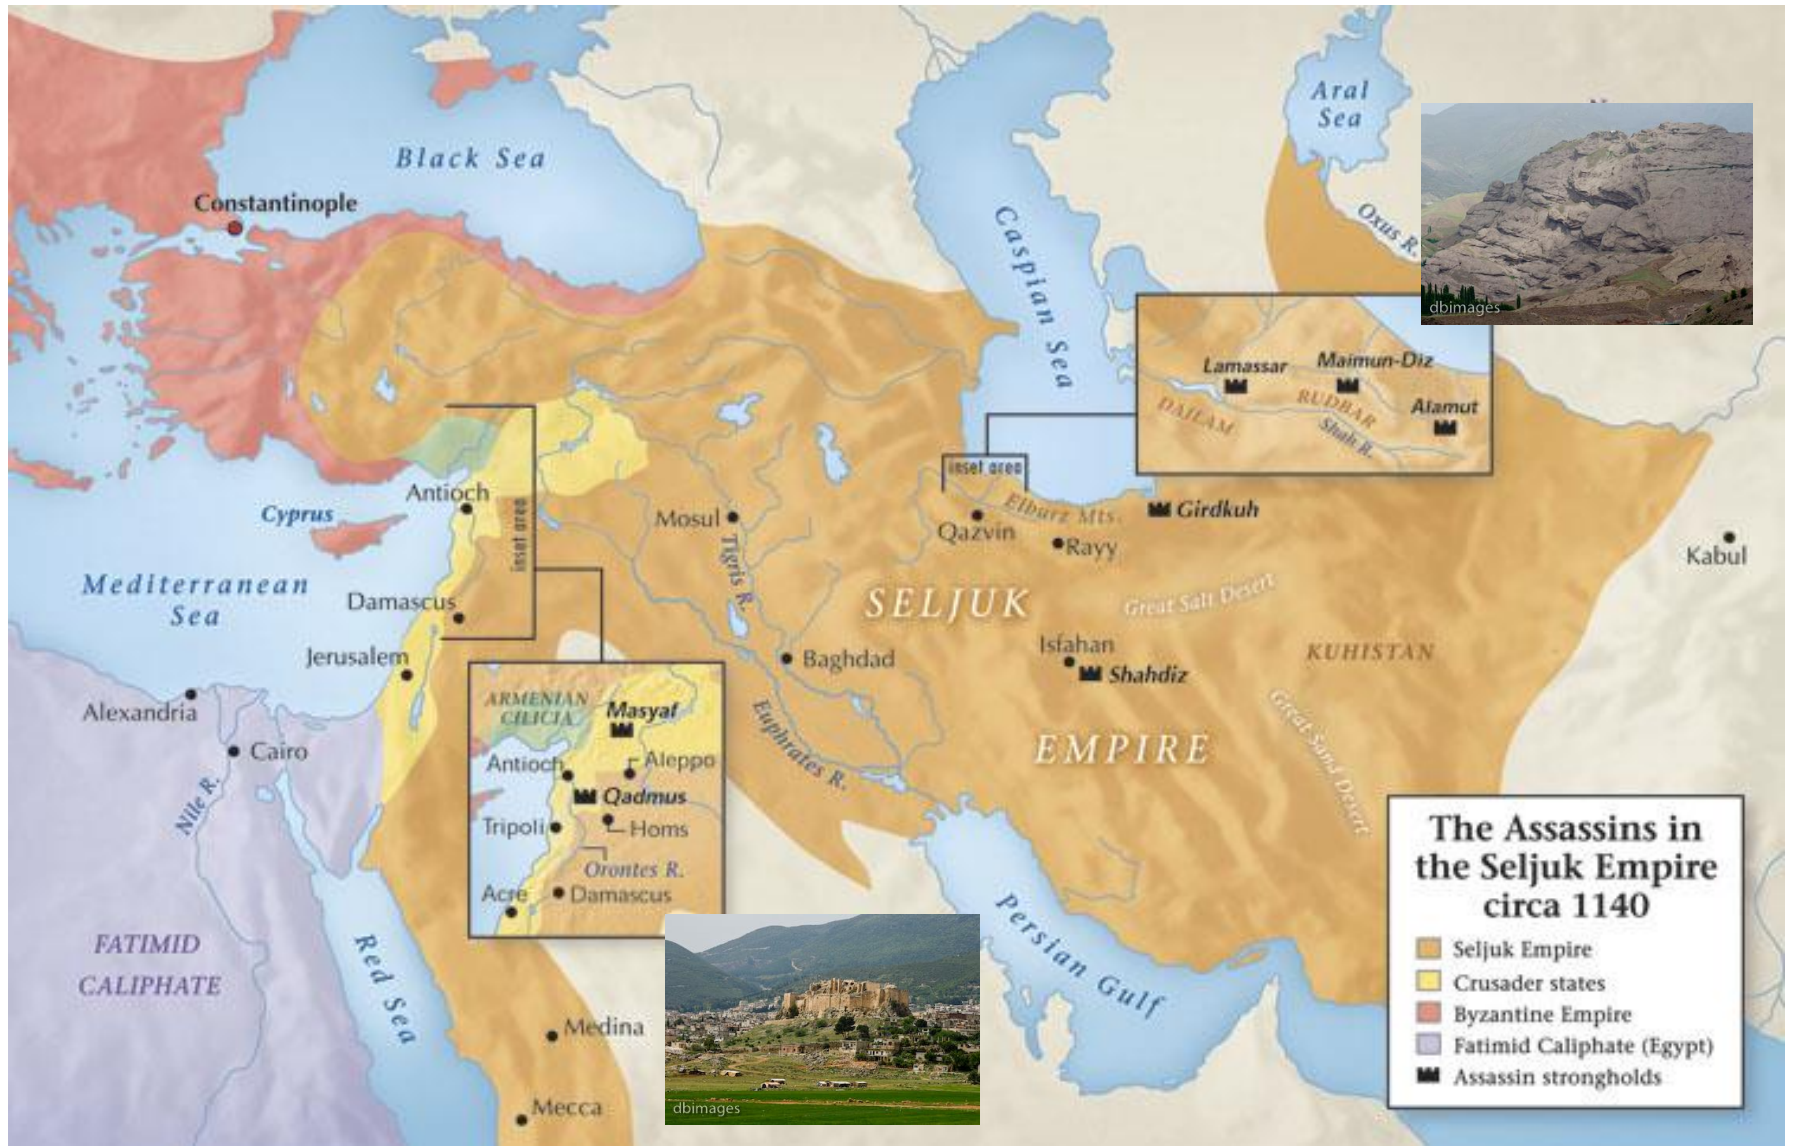 Aral
Sea
Black Sea
Constantinople
Caspian Sea
Oxus R.
dbimages
Lamassar
Maimun-Diz
DAILAM
RUDBAR
Alamut
Shah R.
inset area
Antioch
Cyprus
inset area
Mosul
Tigris R.
Qazvin
Elburz Mts.
Girdkuh
Rayy
Kabul
Mediterranean
Sea
Damascus
SELJUK
Great Salt Desert
Jerusalem
Baghdad
Isfahan
Shahdiz
KUHISTAN
Alexandria
Cairo
Nile R.
ARMENIAN
CILICIA
Masyaf
Antioch
Aleppo
Qadmus
Tripoli
Homs
Orontes R.
Acre
Damascus
Euphrates R.
EMPIRE
Great Sand Desert
FATIMID
CALIPHATE
Red Sea
Medina
Mecca
dbimages
Persian Gulf
The Assassins in
the Seljuk Empire
circa 1140
Seljuk Empire
Crusader states
Byzantine Empire
Fatimid Caliphate (Egypt)
Assassin strongholds